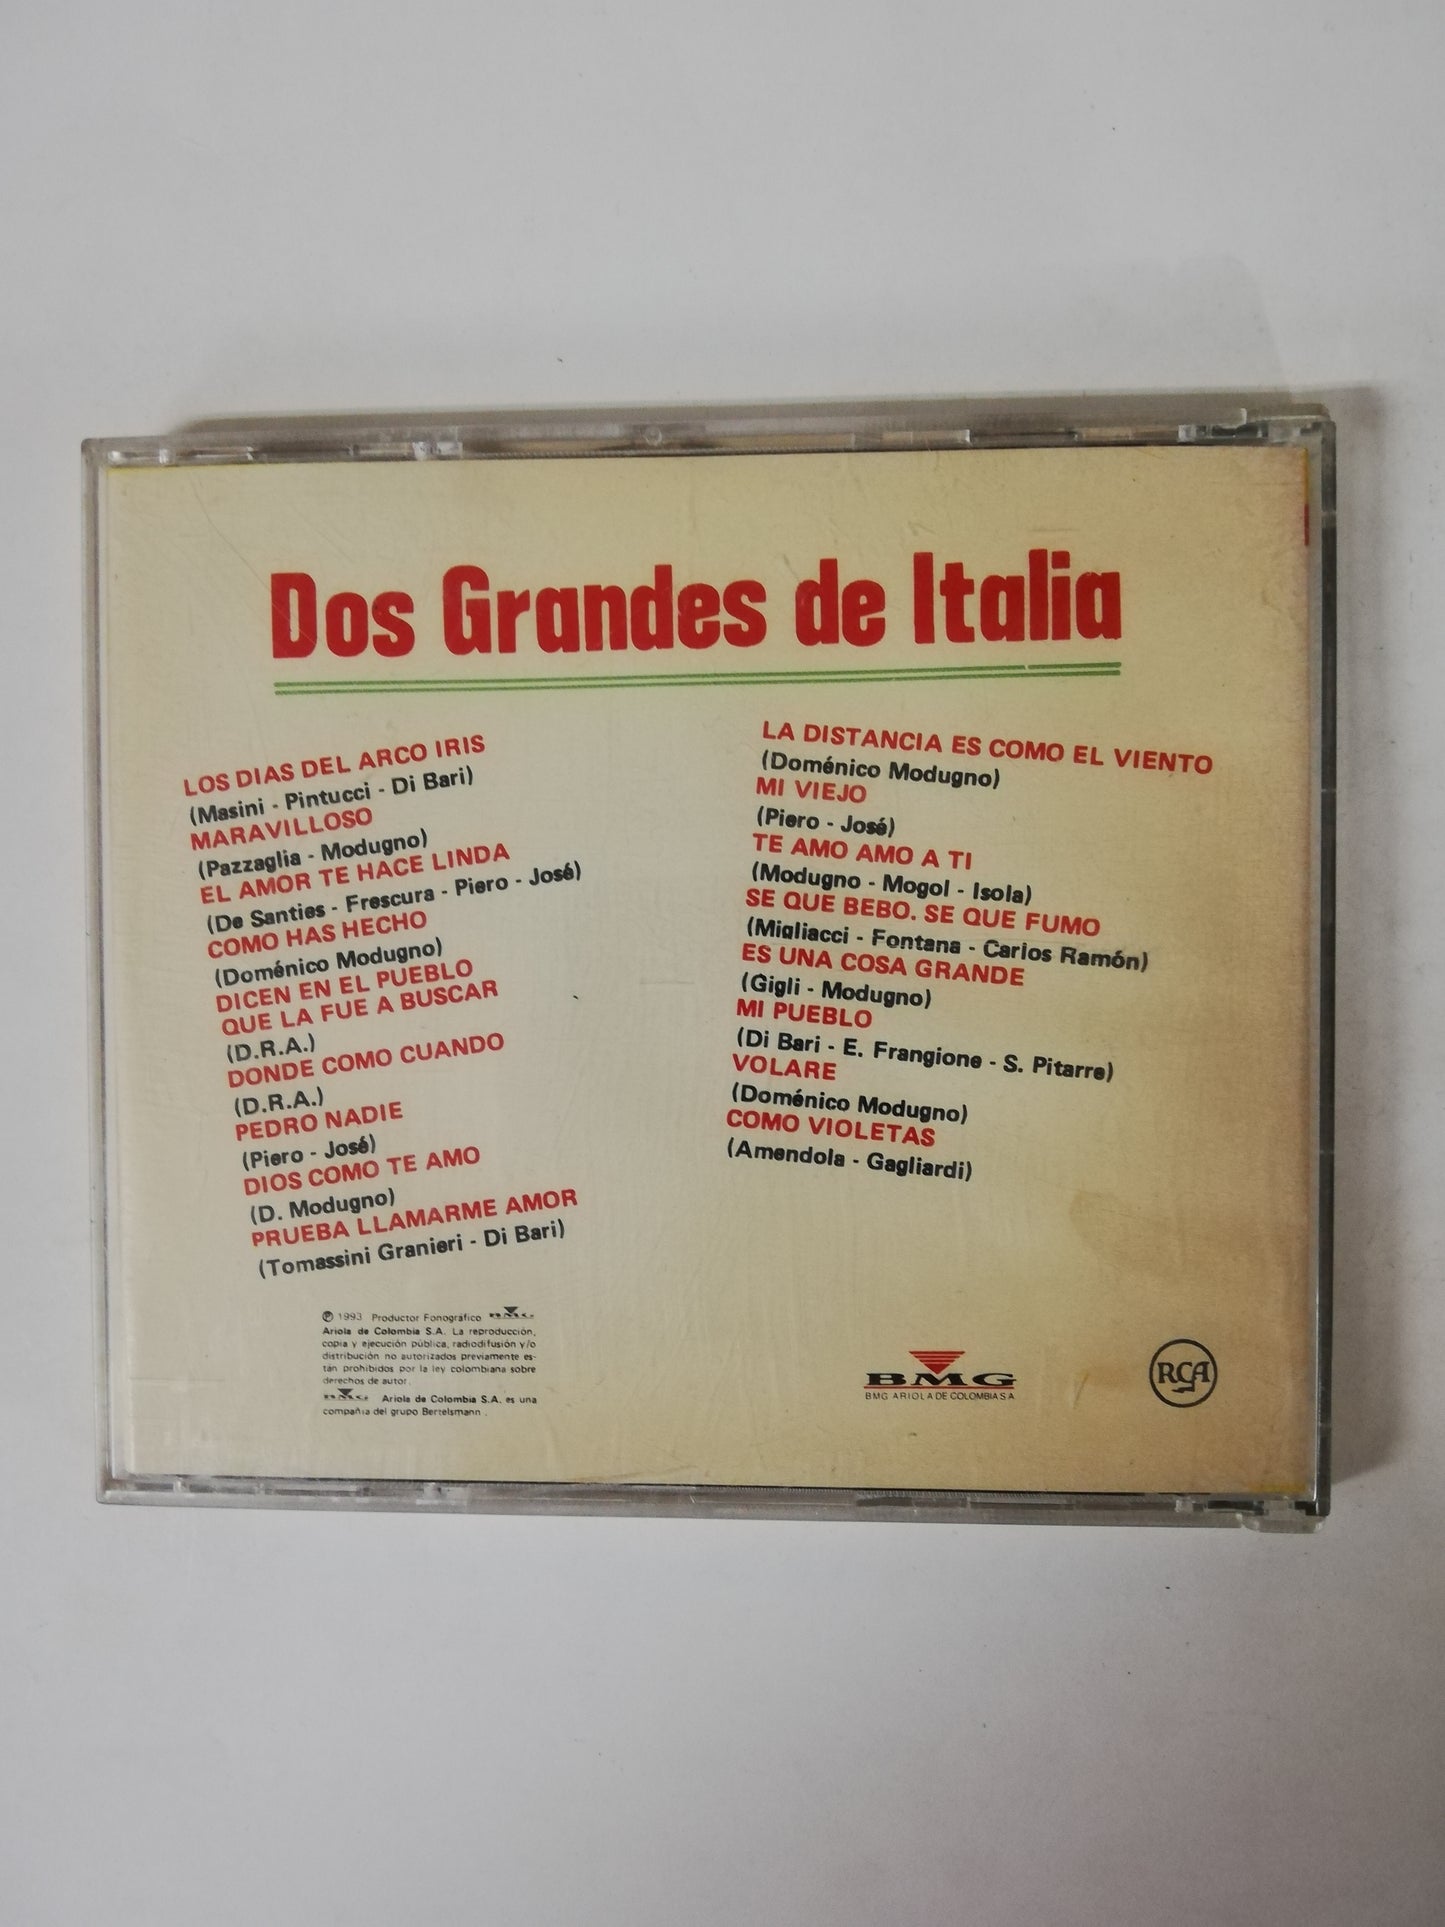 Dos Grandes de Italia
LOS DIAS DEL ARCO IRIS
(Masini - Pintucci - Di Bari)
MARAVILLOSO
(Pazzaglia - Modugno)
EL AMOR TE HACE LINDA
(De Santies - Frescura - Piero - José)
COMO HAS HECHO
(Doménico Modugno)
DICEN EN EL PUEBLO
QUE LA FUE A BUSCAR
(D.R.A.)
DONDE COMO CUANDO
(D.R.A.)
PEDRO NADIE
(Piero - José)
DIOS COMO TE AMO
(D. Modugno)
PRUEBA LLAMARME AMOR
(Tomassini Granieri - Di Bari)
LA DISTANCIA ES COMO EL VIENTO
(Doménico Modugno)
MI VIEJO
(Piero - José)
TE AMO AMO A TI
(Modugno - Mogol - Isola)
SE QUE BEBO. SE QUE FUMO
(Migliacci - Fontana - Carlos Ramón)
ES UNA COSA GRANDE
(Gigli - Modugno)
MI PUEBLO
(Di Bari - E. Frangione - S. Pitarre)
VOLARE
(Doménico Modugno)
COMO VIOLETAS
(Amendola - Gagliardi)
℗ 1993 Productor Fonográfico BMG
Ariola de Colombia S.A. La reproducción,
copia y ejecución pública, radiodifusión y/o
distribución no autorizados previamente es-
tán prohibidos por la ley colombiana sobre
derechos de autor.
BMG Ariola de Colombia S.A. es una
compañia del grupo Bertelsmann.
BMG
BMG ARIOLA DE COLOMBIA S A
RCA